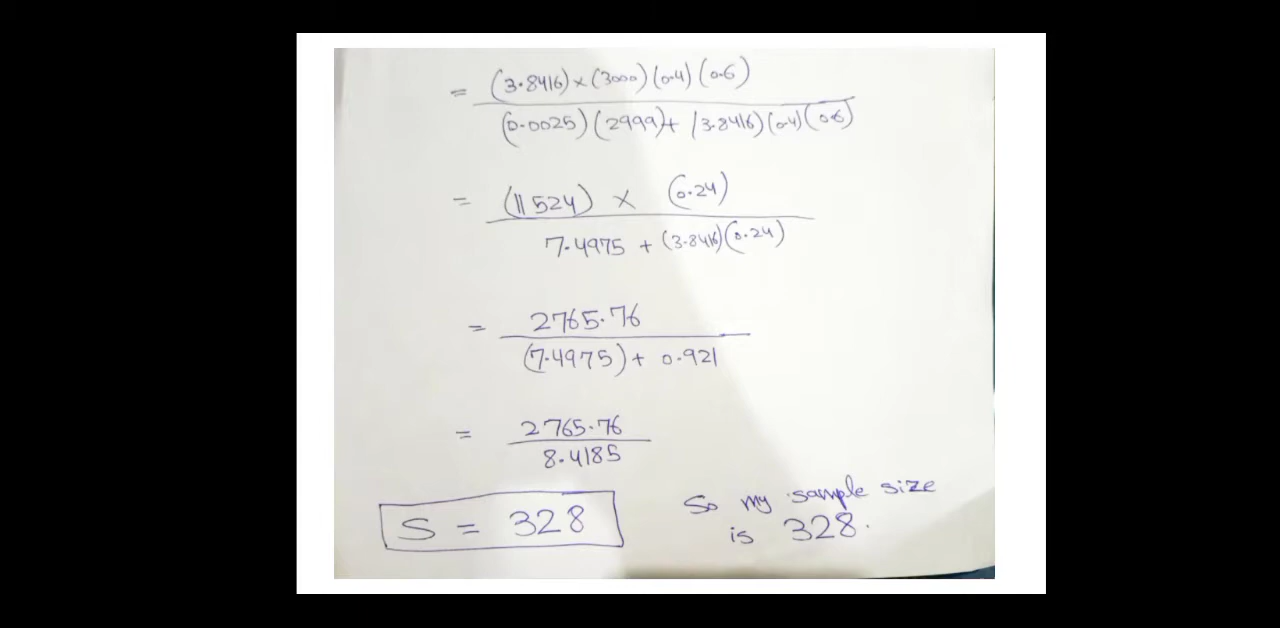 = (3.8416) × (3000) (0.4) (0.6)
(0.0025) (2999) + (3.8416) (0.4) (0.6)
= (11524) × (0.24)
7.4975 + (3.8416) (0.24)
= 2765.76
(7.4975) + 0.921
= 2765.76
8.4185
S = 328
So my sample size
is 328.